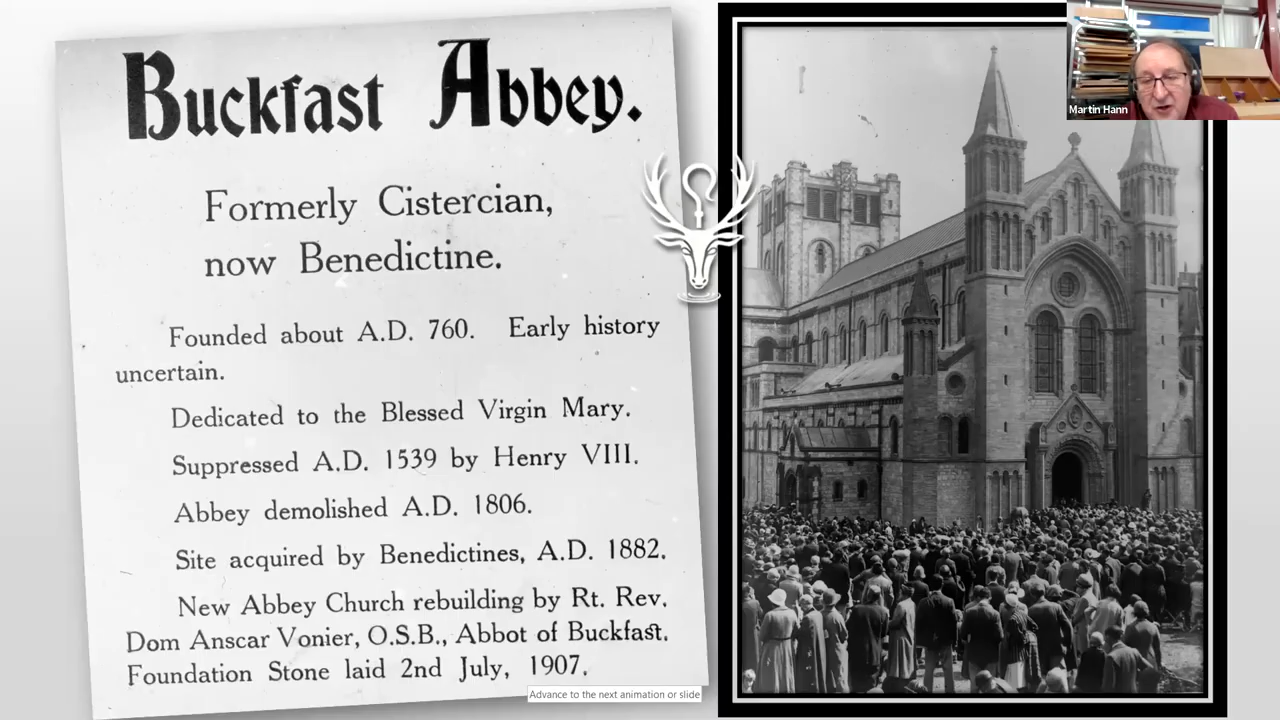 Buckfast Abbey.
Formerly Cistercian,
now Benedictine.
Founded about A.D. 760. Early history
uncertain.
Dedicated to the Blessed Virgin Mary.
Suppressed A.D. 1539 by Henry VIII.
Abbey demolished A.D. 1806.
Site acquired by Benedictines, A.D. 1882.
New Abbey Church rebuilding by Rt. Rev.
Dom Anscar Vonier, O.S.B., Abbot of Buckfast.
Foundation Stone laid 2nd July, 1907.
Advance to the next animation or slide
Martin Hann